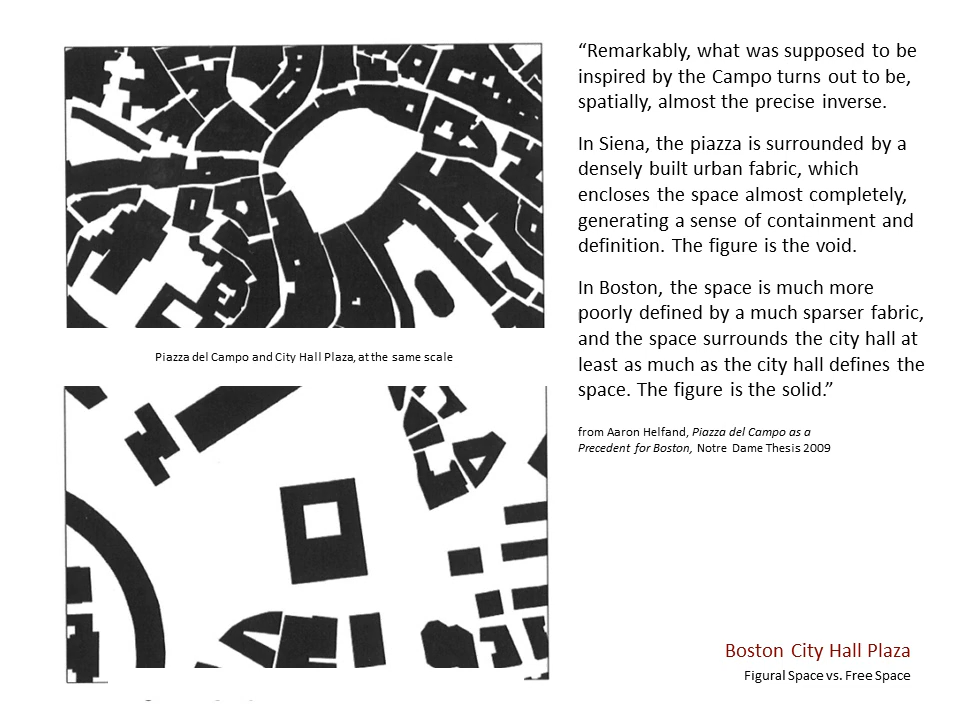 “Remarkably, what was supposed to be
inspired by the Campo turns out to be,
spatially, almost the precise inverse.
In Siena, the piazza is surrounded by a
densely built urban fabric, which
encloses the space almost completely,
generating a sense of containment and
definition. The figure is the void.
In Boston, the space is much more
poorly defined by a much sparser fabric,
and the space surrounds the city hall at
least as much as the city hall defines the
space. The figure is the solid.”
from Aaron Helfand, Piazza del Campo as a
Precedent for Boston, Notre Dame Thesis 2009
Piazza del Campo and City Hall Plaza, at the same scale
Boston City Hall Plaza
Figural Space vs. Free Space